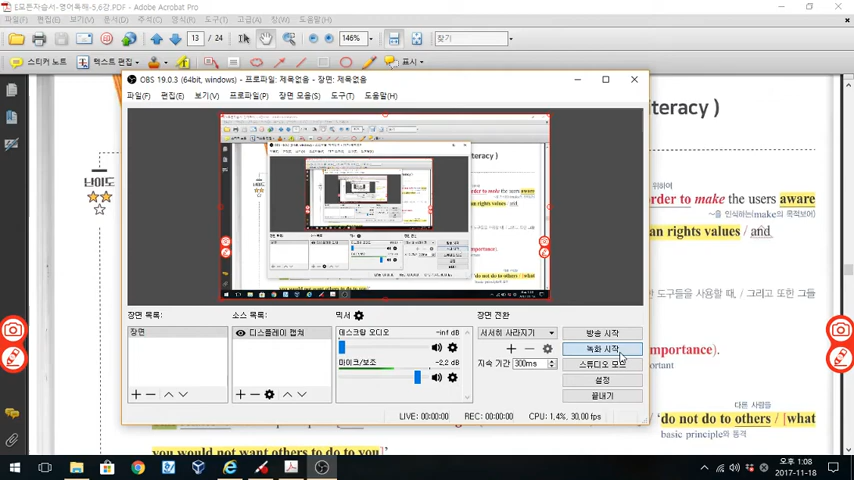 E모든자습서-영어독해-5,6강.PDF - Adobe Acrobat Pro
파일(F) 편집(E) 보기(V) 문서(D) 주석(C) 양식(R) 도구(T) 고급(A) 창(W) 도움말(H)
13 / 24 146% 찾기
스티커 노트 텍스트 편집 표시
OBS 19.0.3 (64bit, windows) - 프로파일: 제목없음 - 장면: 제목없음
파일(F) 편집(E) 보기(V) 프로파일(P) 장면 모음(S) 도구(T) 도움말(H)
iteracy )
난이도
위하여
order to make the users aware
~을 인식하는(make의 목적보어)
an rights values / and
한 도구들을 사용할 때, / 그리고 또한 그들
importance).
portant
다른 사람들
'do not do to others / [what
basic principle와 동격
you would not want others to do to you]'
장면 목록: 소스 목록: 믹서 장면 전환
장면
디스플레이 캡쳐
데스크탑 오디오 -inf dB
마이크/보조 -2.2 dB
서서히 사라지기
지속 기간 300ms
방송 시작
녹화 시작
스튜디오 모드
설정
끝내기
LIVE: 00:00:00 REC: 00:00:00 CPU: 1.4%, 30.00 fps
오후 1:08
2017-11-18